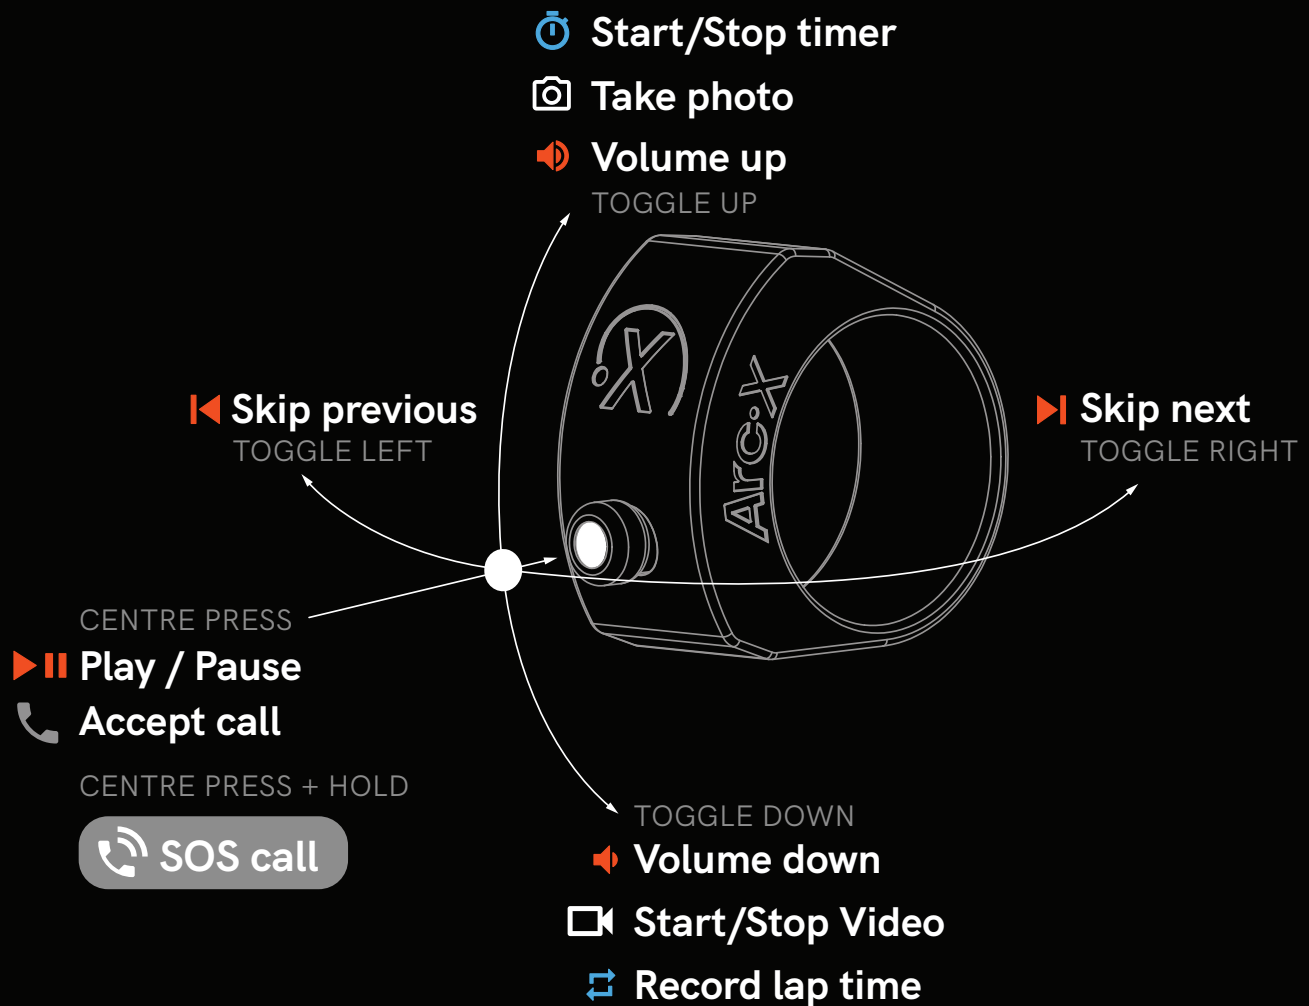 Start/Stop timer
Take photo
Volume up
TOGGLE UP
X
Arc·X
Skip previous
TOGGLE LEFT
Skip next
TOGGLE RIGHT
CENTRE PRESS
Play / Pause
Accept call
CENTRE PRESS + HOLD
SOS call
TOGGLE DOWN
Volume down
Start/Stop Video
Record lap time